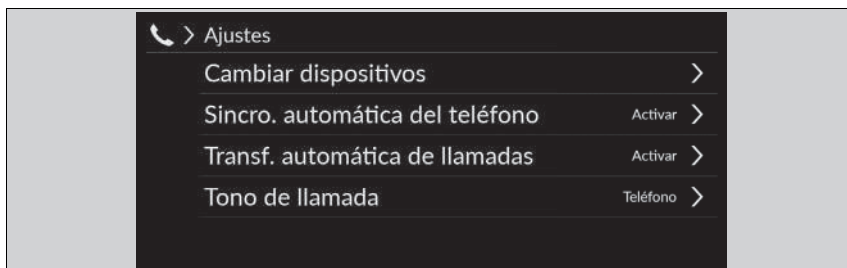 Ajustes
Cambiar dispositivos
Sincro. automática del teléfono Activar
Transf. automática de llamadas Activar
Tono de llamada Teléfono